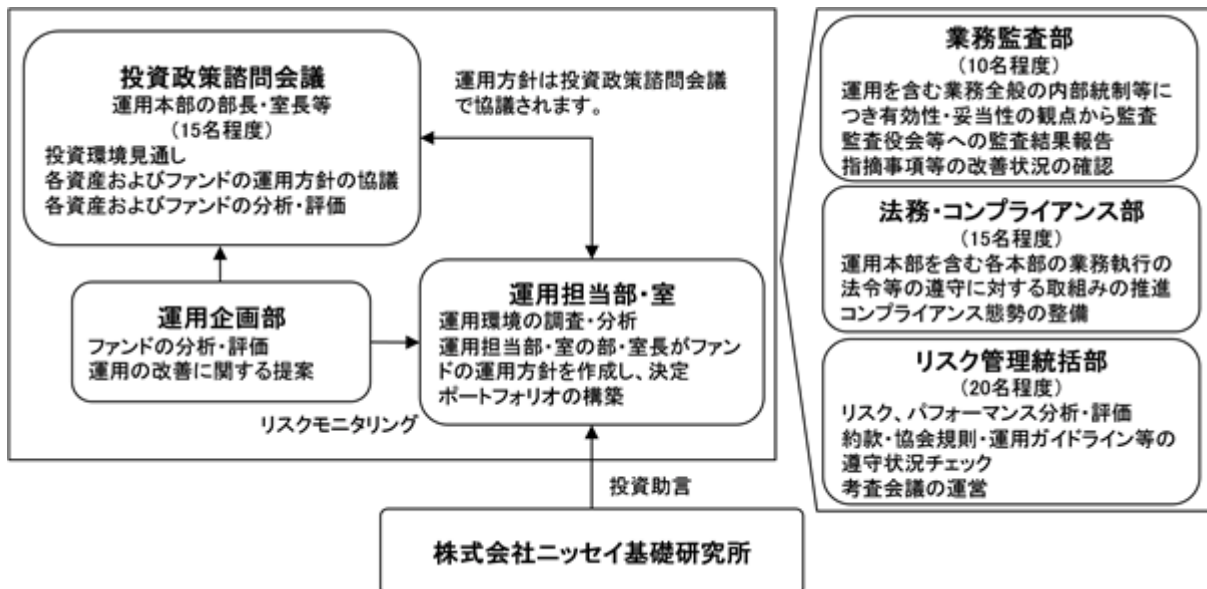 投資政策諮問会議
運用本部の部長・室長等
(15名程度)
投資環境見通し
各資産およびファンドの運用方針の協議
各資産およびファンドの分析・評価
運用方針は投資政策諮問会議
で協議されます。
運用企画部
ファンドの分析・評価
運用の改善に関する提案
運用担当部・室
運用環境の調査・分析
運用担当部・室の部・室長がファン
ドの運用方針を作成し、決定
ポートフォリオの構築
リスクモニタリング
投資助言
株式会社ニッセイ基礎研究所
業務監査部
(10名程度)
運用を含む業務全般の内部統制等に
つき有効性・妥当性の観点から監査
監査役会等への監査結果報告
指摘事項等の改善状況の確認
法務・コンプライアンス部
(15名程度)
運用本部を含む各本部の業務執行の
法令等の遵守に対する取組みの推進
コンプライアンス態勢の整備
リスク管理統括部
(20名程度)
リスク、パフォーマンス分析・評価
約款・協会規則・運用ガイドライン等の
遵守状況チェック
考査会議の運営